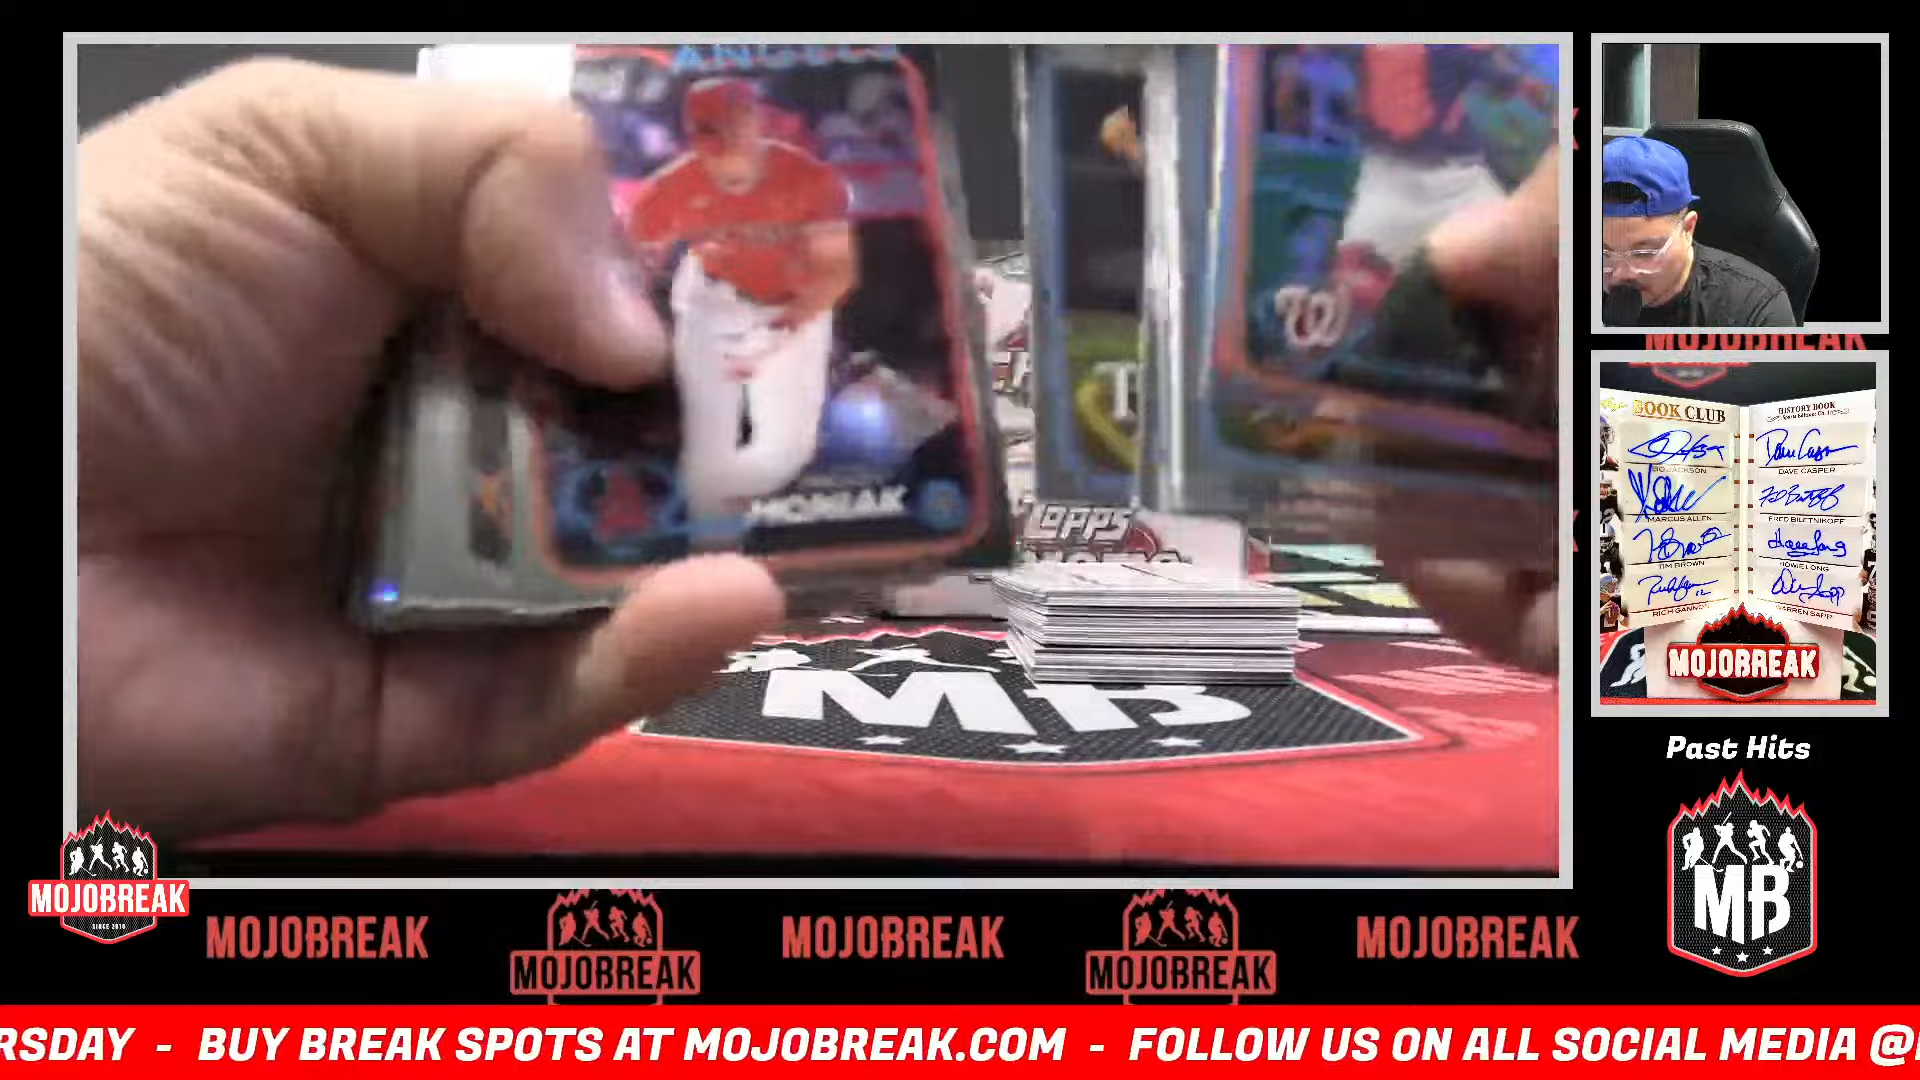 ANGELS
MONIAK
W
TOPPS
MB
BOOK CLUB
BO JACKSON
MARCUS ALLEN
TIM BROWN
RICH GANNON
HISTORY BOOK
DAVE CASPER
FRED BILETNIKOFF
HOWIE LONG
WARREN SAPP
MOJOBREAK
Past Hits
MB
MOJOBREAK
SINCE 2010
MOJOBREAK
MOJOBREAK
MOJOBREAK
MOJOBREAK
MOJOBREAK
RSDAY - BUY BREAK SPOTS AT MOJOBREAK.COM - FOLLOW US ON ALL SOCIAL MEDIA @